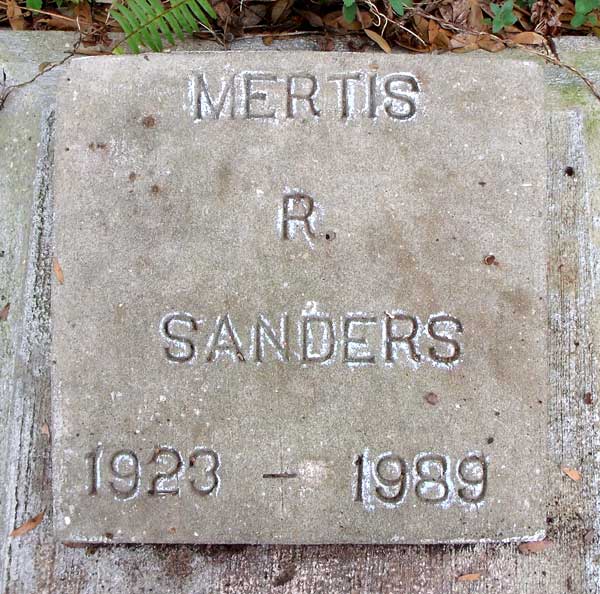 MERTIS
R.
SANDERS
1923 - 1989